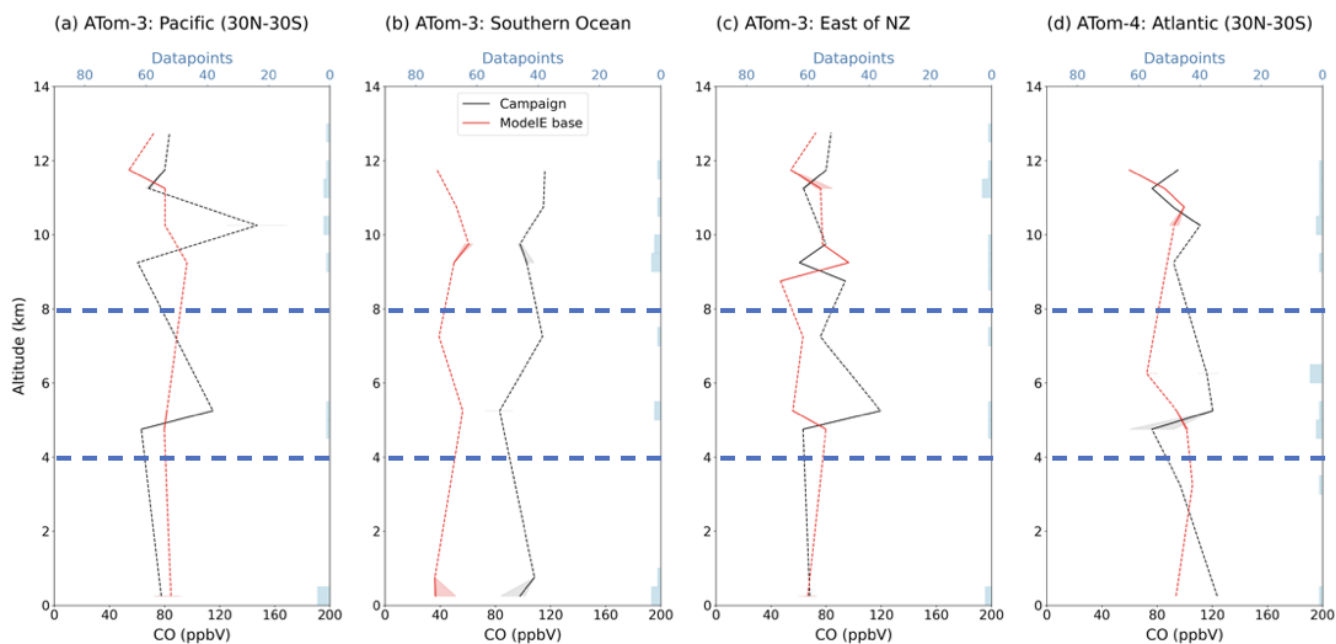 (a) ATom-3: Pacific (30N-30S)
Datapoints
80 60 40 20 0
14
12
10
8
6
4
2
0
Altitude (km)
0 40 80 120 160 200
CO (ppbV)
(b) ATom-3: Southern Ocean
Datapoints
80 60 40 20 0
Campaign
ModelE base
14
12
10
8
6
4
2
0
0 40 80 120 160 200
CO (ppbV)
(c) ATom-3: East of NZ
Datapoints
80 60 40 20 0
14
12
10
8
6
4
2
0
0 40 80 120 160 200
CO (ppbV)
(d) ATom-4: Atlantic (30N-30S)
Datapoints
80 60 40 20 0
14
12
10
8
6
4
2
0
0 40 80 120 160 200
CO (ppbV)